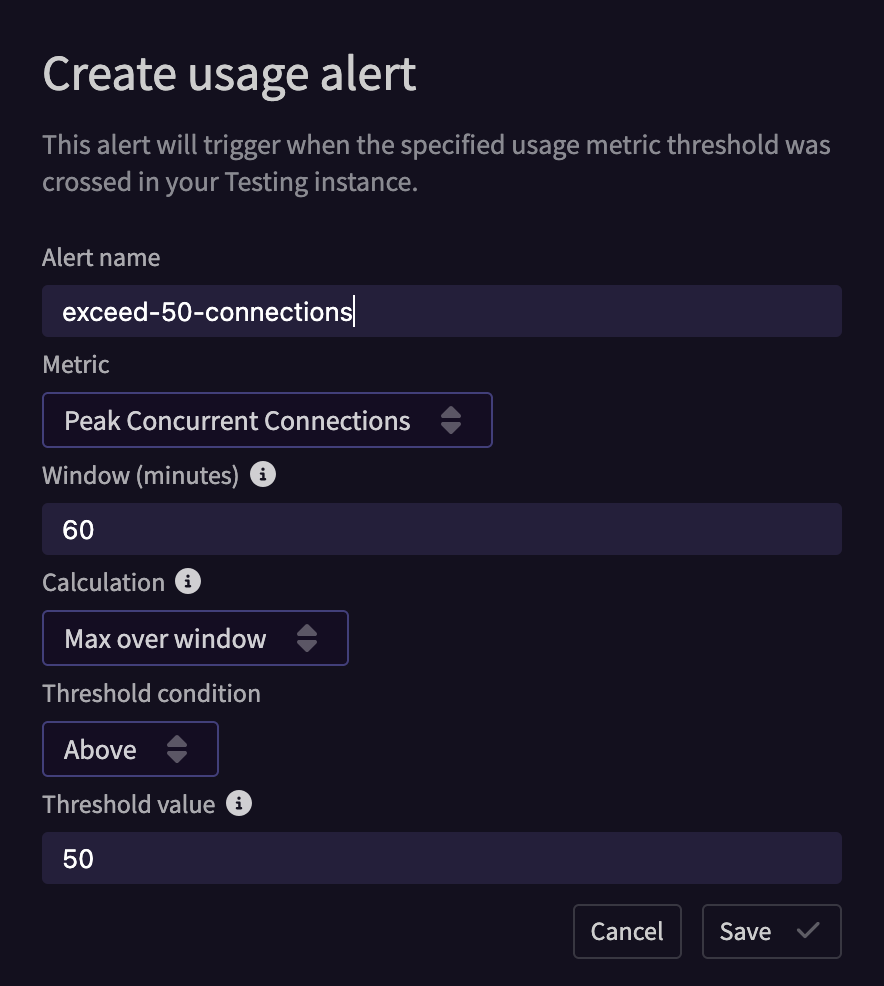 Create usage alert
This alert will trigger when the specified usage metric threshold was
crossed in your Testing instance.
Alert name
exceed-50-connections
Metric
Peak Concurrent Connections
Window (minutes)
60
Calculation
Max over window
Threshold condition
Above
Threshold value
50
Cancel
Save